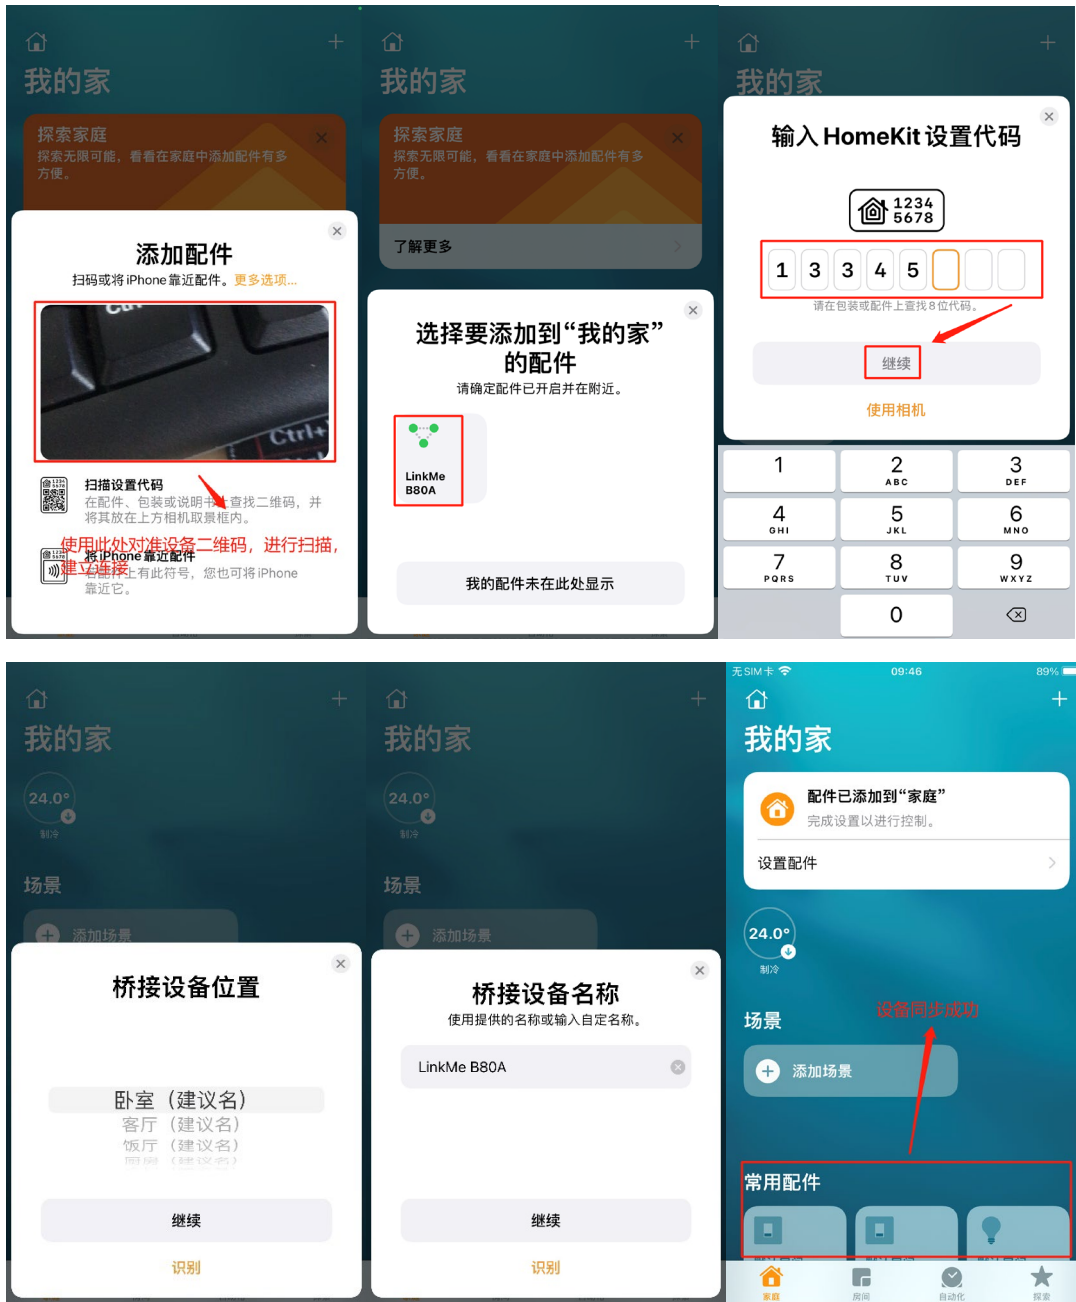 我的家
探索家庭
探索无限可能，看看在家庭中添加配件有多
方便。
添加配件
扫码或将 iPhone 靠近配件。更多选项...
Ctrl
扫描设置代码
在配件、包装或说明书上查找二维码，并
将其放在上方相机取景框内。
使用此处对准设备二维码，进行扫描，
建立连接
将 iPhone 靠近配件
若配件上有此符号，您也可将 iPhone
靠近它。
我的家
探索家庭
探索无限可能，看看在家庭中添加配件有多
方便。
了解更多
选择要添加到“我的家”
的配件
请确定配件已开启并在附近。
LinkMe
B80A
我的配件未在此处显示
我的家
输入 HomeKit 设置代码
1234
5678
1 3 3 4 5
请在包装或配件上查找 8 位代码。
继续
使用相机
1 2 3
ABC DEF
4 5 6
GHI JKL MNO
7 8 9
PQRS TUV WXYZ
0
我的家
24.0°
制冷
场景
添加场景
桥接设备位置
卧室（建议名）
客厅（建议名）
饭厅（建议名）
继续
识别
我的家
24.0°
制冷
场景
添加场景
桥接设备名称
使用提供的名称或输入自定名称。
LinkMe B80A
继续
识别
无SIM卡 09:46 89%
我的家
配件已添加到“家庭”
完成设置以进行控制。
设置配件
24.0°
制冷
设备同步成功
场景
添加场景
常用配件
家庭 房间 自动化 探索